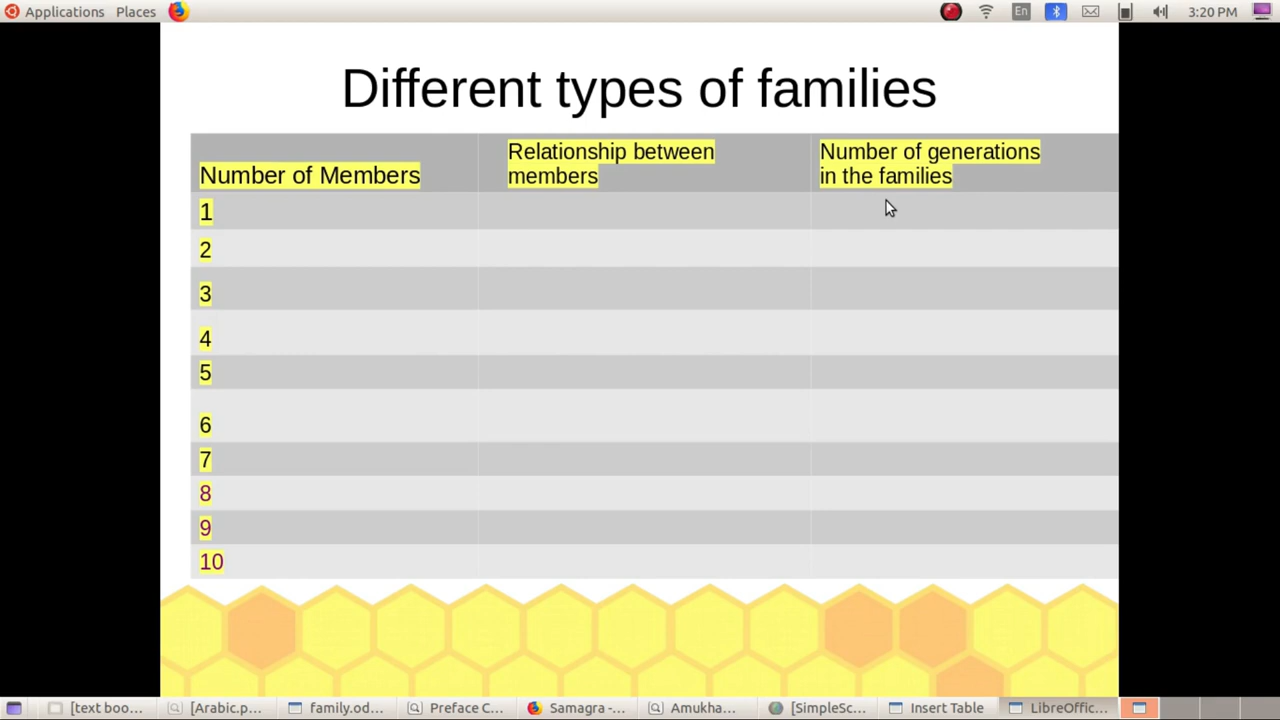 Applications Places En 3:20 PM
Different types of families
Number of Members
Relationship between
members
Number of generations
in the families
1
2
3
4
5
6
7
8
9
10
[text boo... [Arabic.p... family.od... Preface C... Samagra -... Amukha... [SimpleSc... Insert Table LibreOffic...